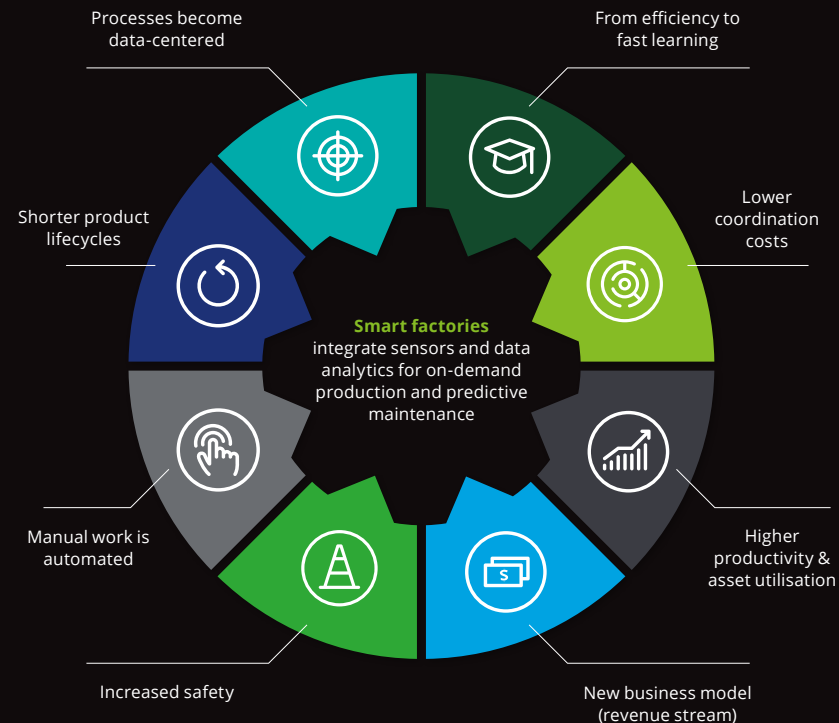 Processes become
data-centered
From efficiency to
fast learning
Shorter product
lifecycles
Lower
coordination
costs
Smart factories
integrate sensors and data
analytics for on-demand
production and predictive
maintenance
Manual work is
automated
Higher
productivity &
asset utilisation
S
Increased safety
New business model
(revenue stream)